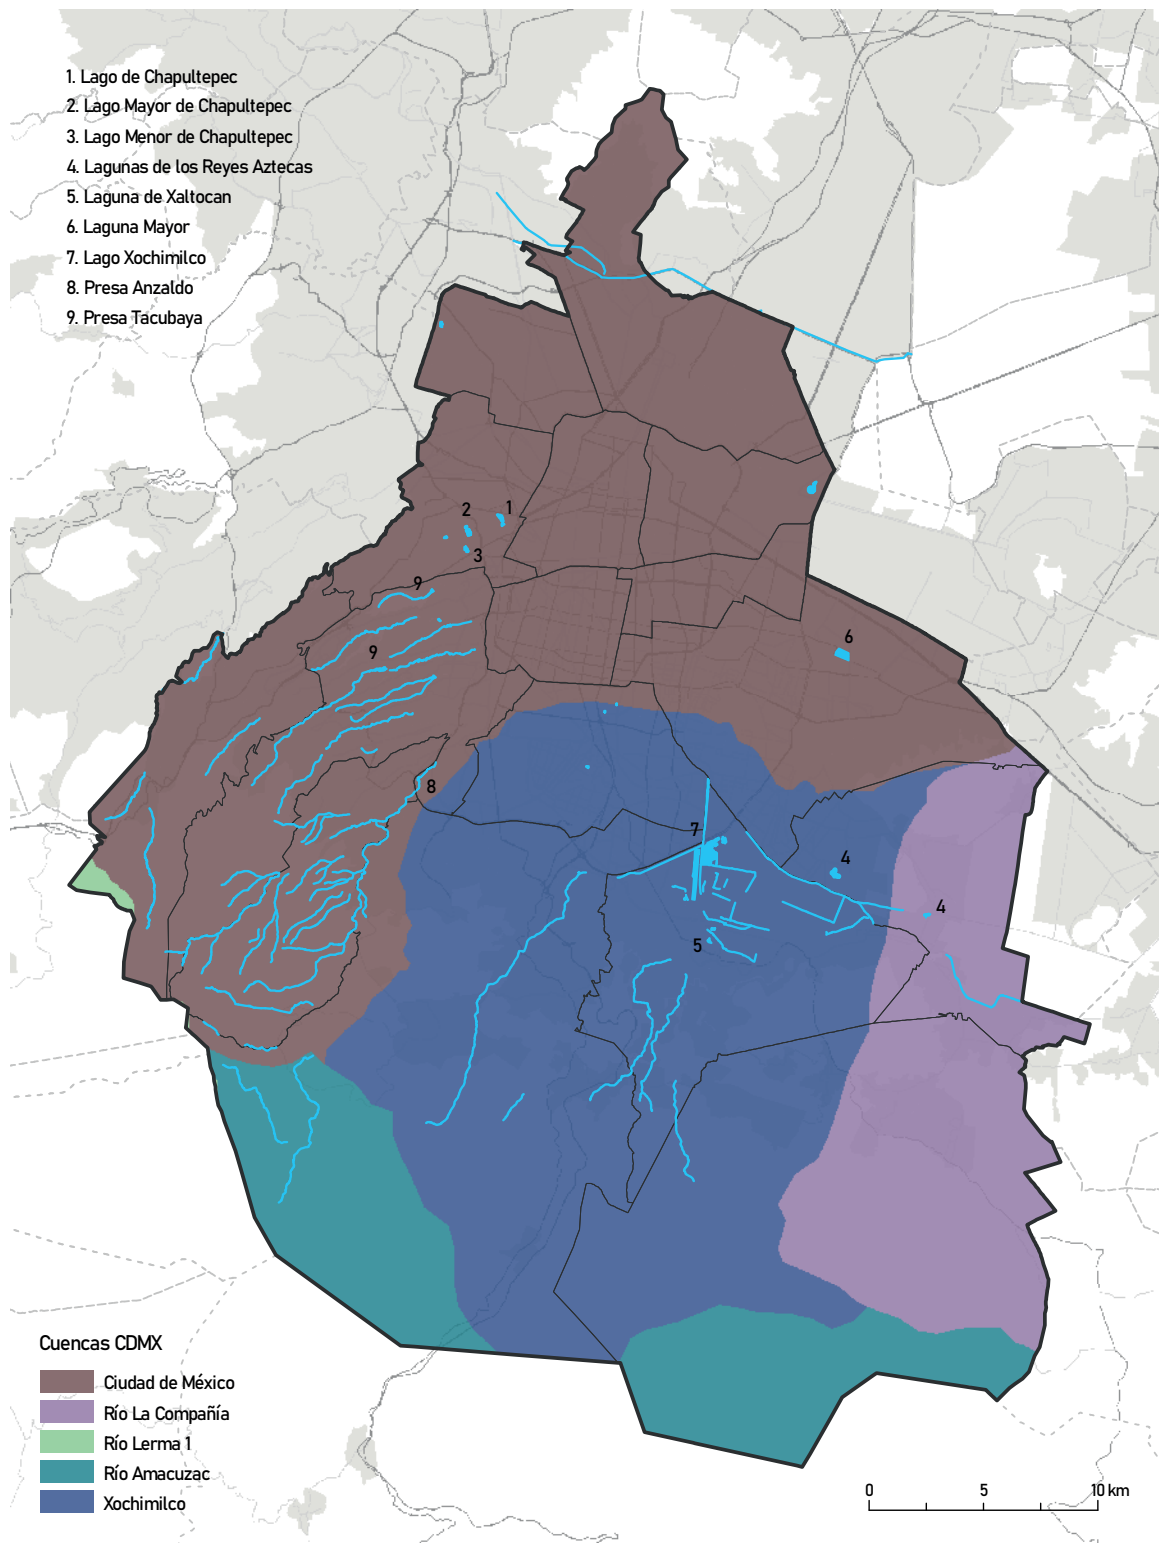 1. Lago de Chapultepec
2. Lago Mayor de Chapultepec
3. Lago Menor de Chapultepec
4. Lagunas de los Reyes Aztecas
5. Laguna de Xaltocan
6. Laguna Mayor
7. Lago Xochimilco
8. Presa Anzaldo
9. Presa Tacubaya
2
1
3
9
6
9
8
7
4
4
5
Cuencas CDMX
Ciudad de México
Río La Compañía
Río Lerma 1
Río Amacuzac
Xochimilco
0 5 10 km